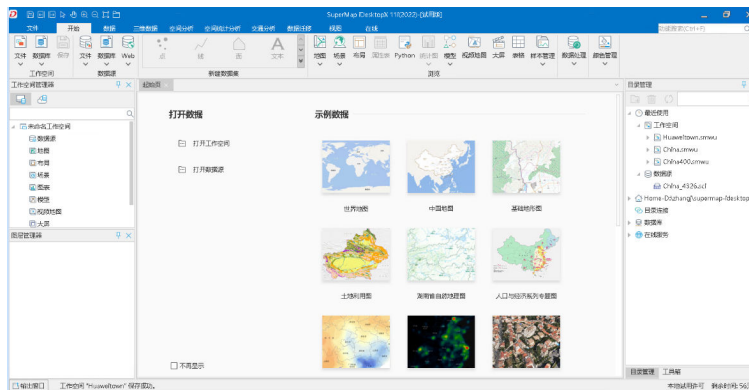 SuperMap iDesktopX 11i(2022)-[试用版]
文件 开始 数据 三维数据 空间分析 空间统计分析 交通分析 数据迁移 视图 在线
功能搜索(Ctrl+F)
文件 数据库 保存 文件 数据库 Web 点 线 面 文本 地图 场景 布局 属性表 Python 统计图 模型 视频地图 大屏 表格 样本管理 数据处理 颜色管理
工作空间 数据源 新建数据集 浏览
工作空间管理器
起始页
目录管理
未命名工作空间
数据源
地图
布局
场景
图表
模型
视频地图
大屏
图层管理器
打开数据
打开工作空间
打开数据源
不再显示
示例数据
世界地图 中国地图 基础地形图
土地利用图 湖南省自然地理图 人口与经济系列专题图
最近使用
工作空间
Huaweitown.smwu
China.smwu
China400.smwu
数据源
China_4326.scl
Home-D:\zhangj\supermap-idesktop
目录连接
数据库
在线服务
目录管理 工具箱
输出窗口 工作空间 "Huaweitown" 保存成功。
本地试用许可 剩余时间: 56